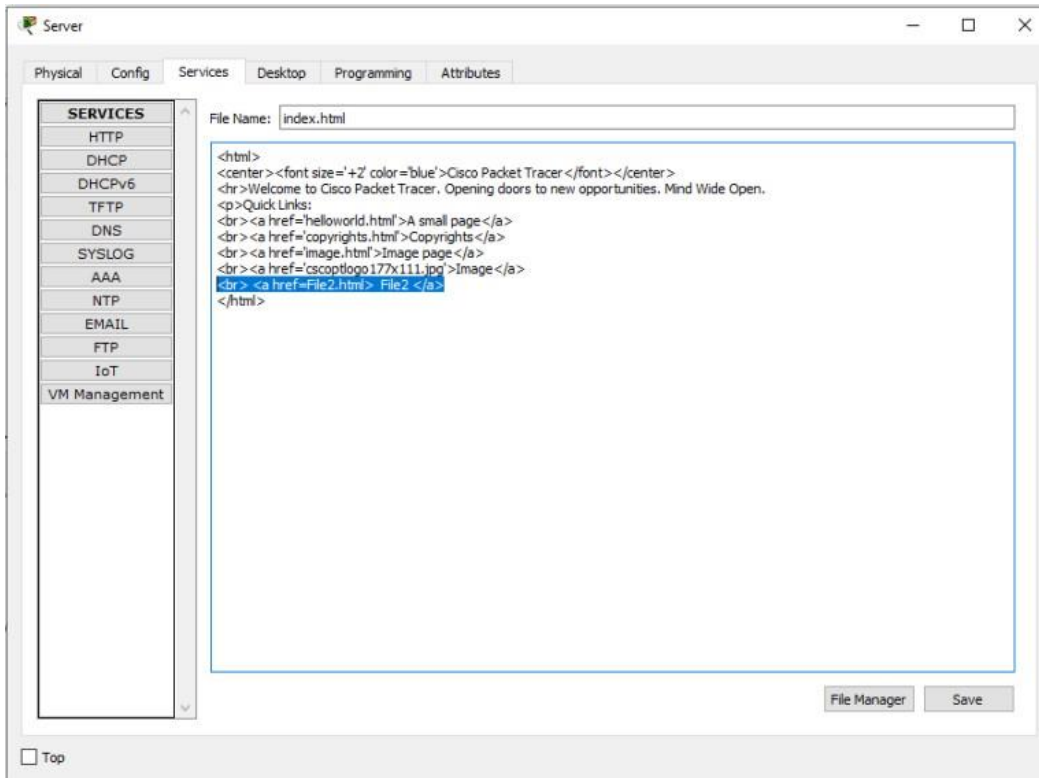 Server
Physical Config Services Desktop Programming Attributes
SERVICES
HTTP
DHCP
DHCPv6
TFTP
DNS
SYSLOG
AAA
NTP
EMAIL
FTP
IoT
VM Management
File Name: index.html
<html>
<center><font size='+2' color='blue'>Cisco Packet Tracer</font></center>
<hr>Welcome to Cisco Packet Tracer. Opening doors to new opportunities. Mind Wide Open.
<p>Quick Links:
<br><a href='helloworld.html'>A small page</a>
<br><a href='copyrights.html'>Copyrights</a>
<br><a href='image.html'>Image page</a>
<br><a href='cscoptlogo177x111.jpg'>Image</a>
<br> <a href=File2.html>  File2 </a>
</html>
File Manager Save
Top